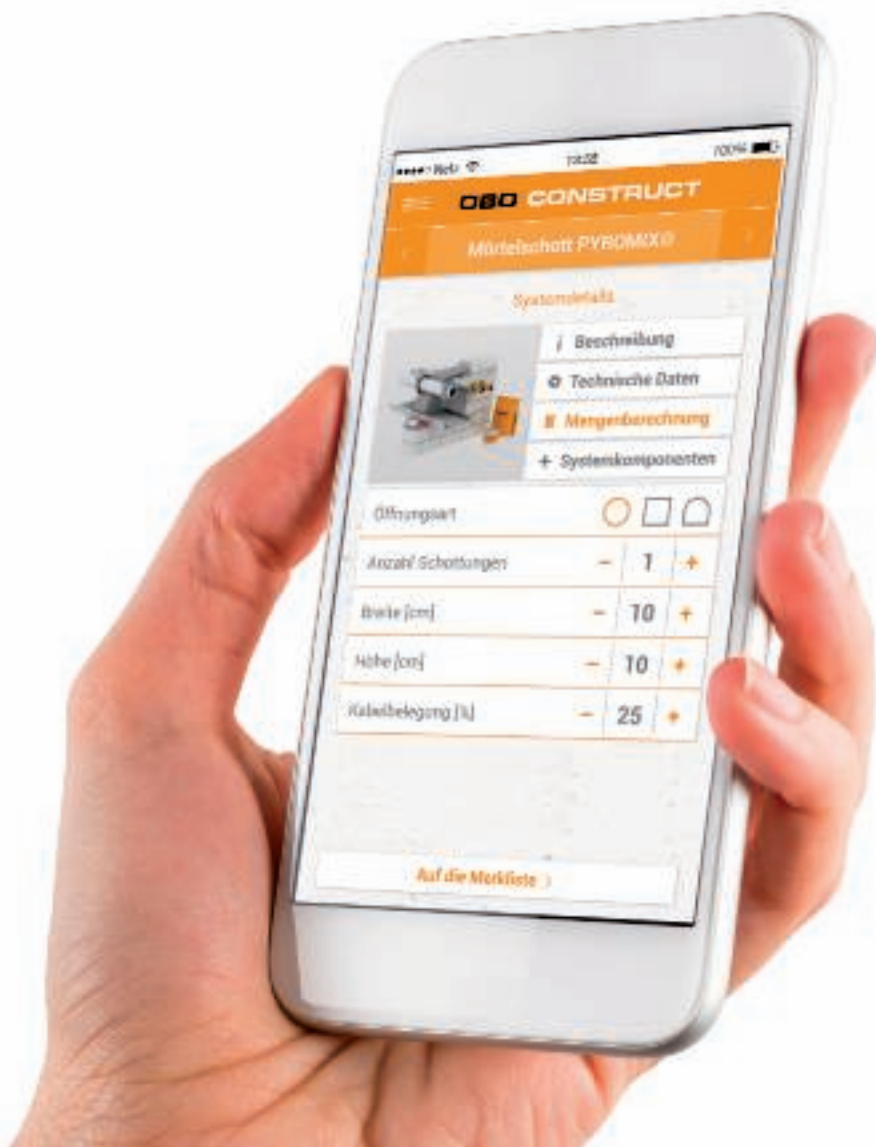 Netz
100%
OBO CONSTRUCT
Mörtelschott PYROMIX®
Systemdetails
i Beschreibung
Technische Daten
Mengenberechnung
+ Systemkomponenten
Öffnungsart
Anzahl Schottungen − 1 +
Breite [cm] − 10 +
Höhe [cm] − 10 +
Kabelbelegung [%] − 25 +
Auf die Merkliste >